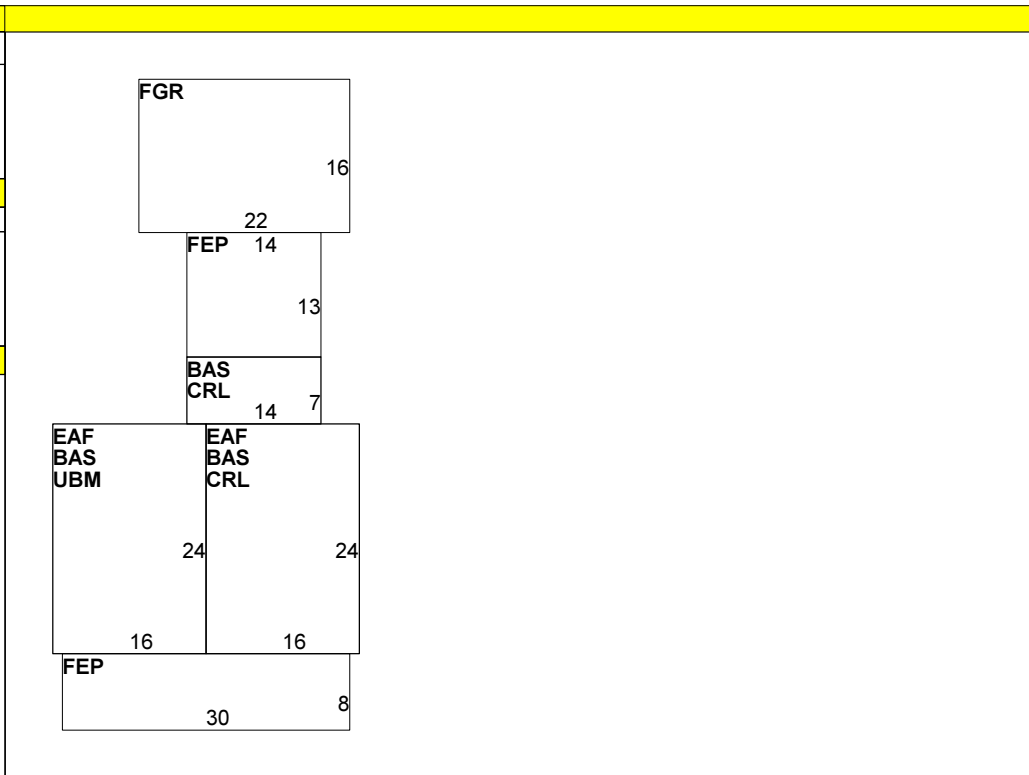 FGR
16
22
FEP 14
13
BAS
CRL
7
14
EAF EAF
BAS BAS
UBM CRL
24 24
16 16
FEP
8
30